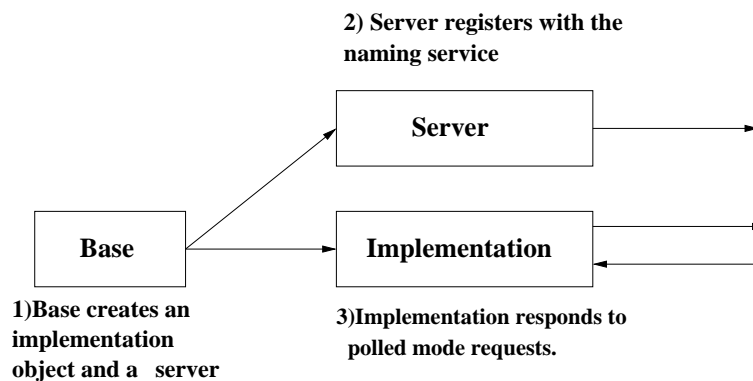 2) Server registers with the
naming service
Server
Base
Implementation
1)Base creates an
implementation
object and a server
3)Implementation responds to
polled mode requests.